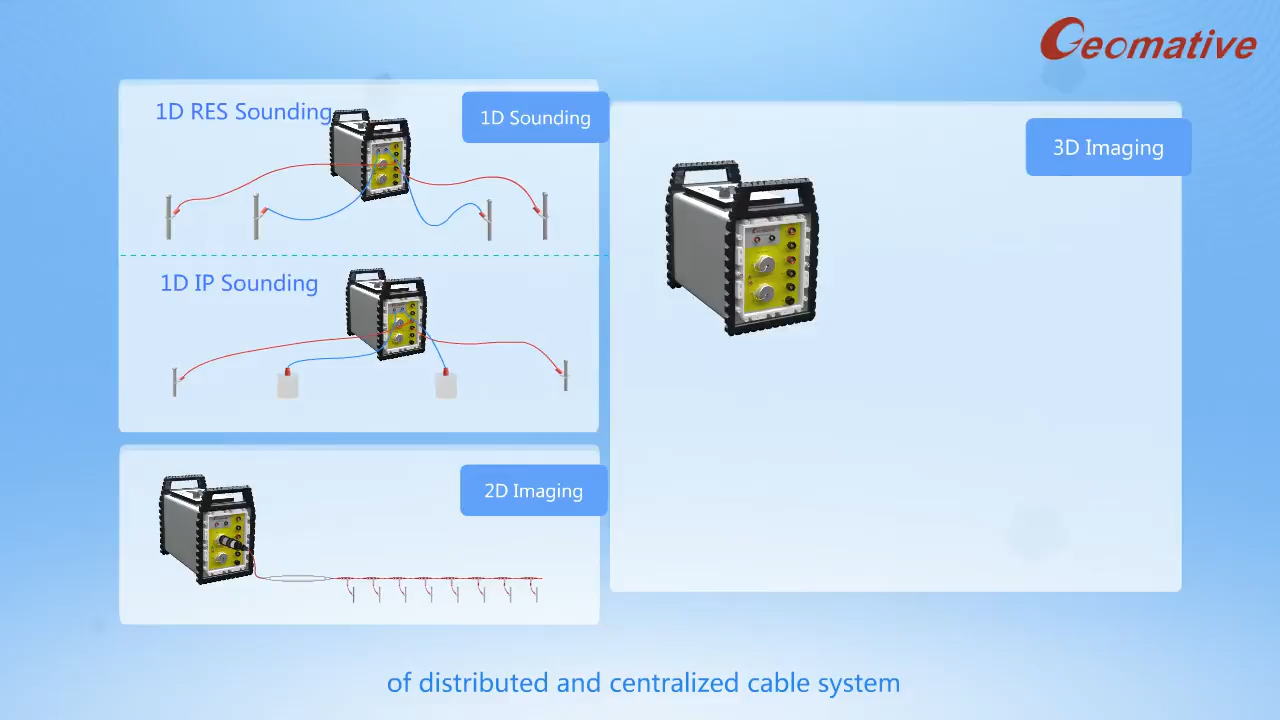 Geomative
1D RES Sounding
1D Sounding
3D Imaging
1D IP Sounding
2D Imaging
of distributed and centralized cable system